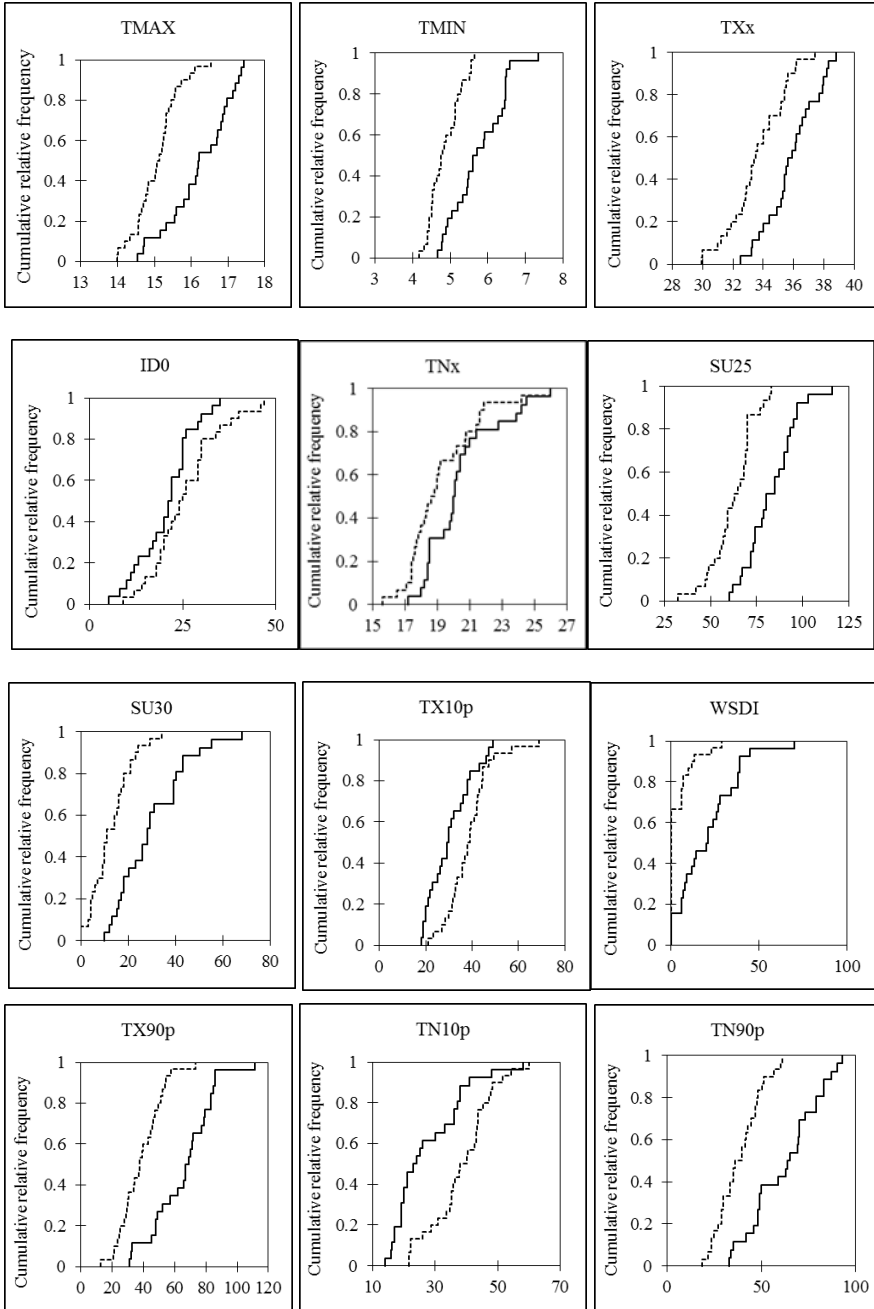 TMAX
Cumulative relative frequency
1
0.8
0.6
0.4
0.2
0
13 14 15 16 17 18
TMIN
Cumulative relative frequency
1
0.8
0.6
0.4
0.2
0
3 4 5 6 7 8
TXx
Cumulative relative frequency
1
0.8
0.6
0.4
0.2
0
28 30 32 34 36 38 40
ID0
Cumulative relative frequency
1
0.8
0.6
0.4
0.2
0
0 25 50
TNx
Cumulative relative frequency
1
0.8
0.6
0.4
0.2
0
15 17 19 21 23 25 27
SU25
Cumulative relative frequency
1
0.8
0.6
0.4
0.2
0
25 50 75 100 125
SU30
Cumulative relative frequency
1
0.8
0.6
0.4
0.2
0
0 20 40 60 80
TX10p
Cumulative relative frequency
1
0.8
0.6
0.4
0.2
0
0 20 40 60 80
WSDI
Cumulative relative frequency
1
0.8
0.6
0.4
0.2
0
0 50 100
TX90p
Cumulative relative frequency
1
0.8
0.6
0.4
0.2
0
0 20 40 60 80 100 120
TN10p
Cumulative relative frequency
1
0.8
0.6
0.4
0.2
0
10 30 50 70
TN90p
Cumulative relative frequency
1
0.8
0.6
0.4
0.2
0
0 50 100